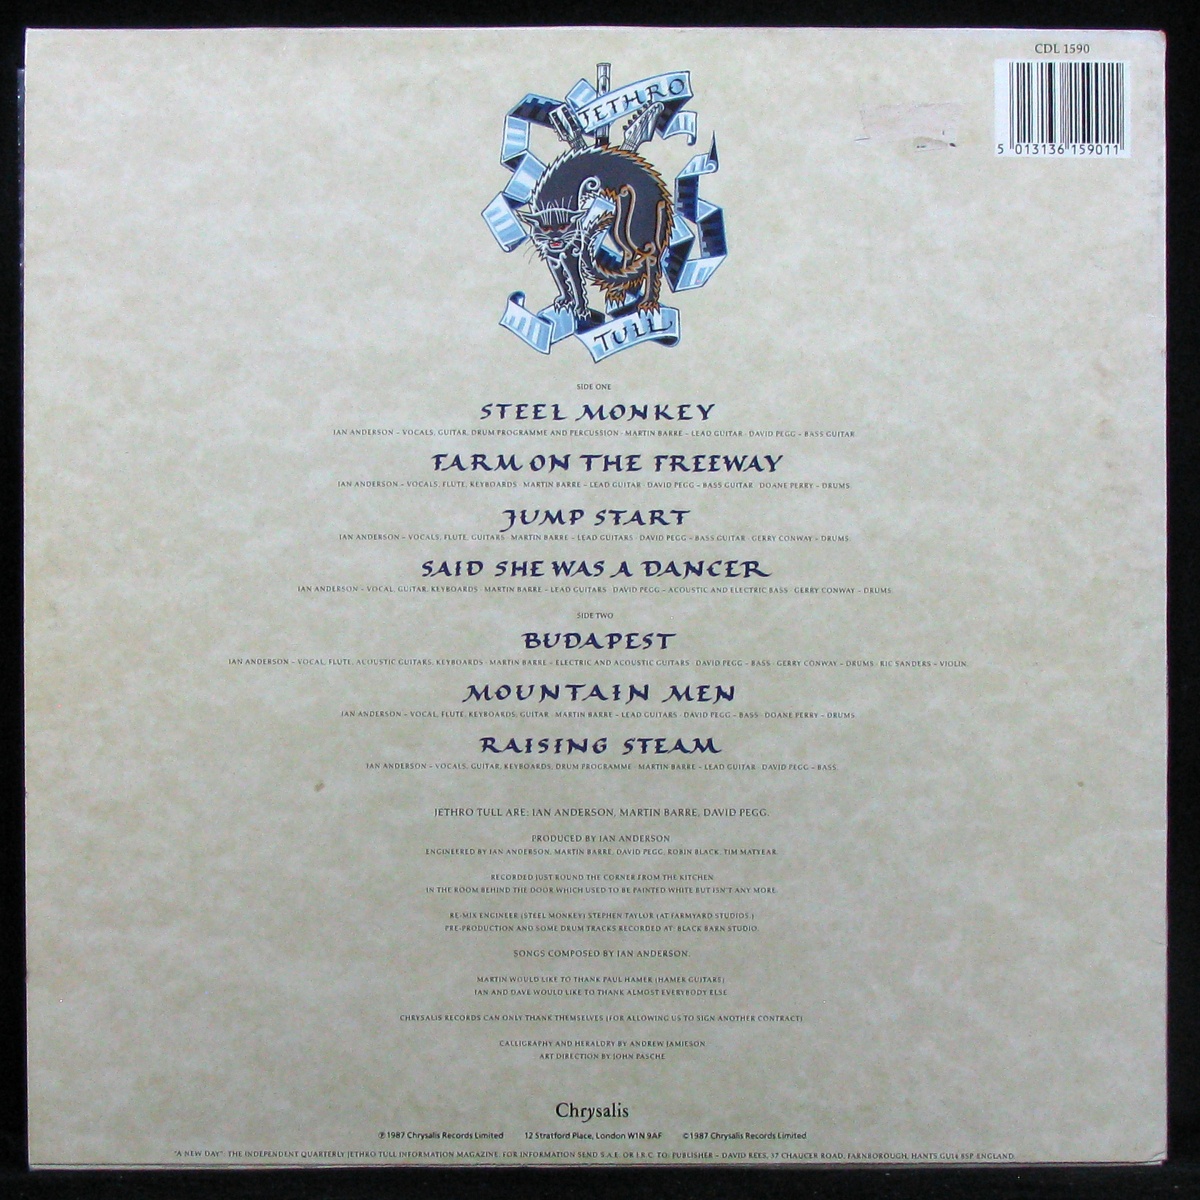 CDL 1590
5 013136 159011
JETHRO
TULL
SIDE ONE
STEEL MONKEY
IAN ANDERSON – VOCALS, GUITAR, DRUM PROGRAMME AND PERCUSSION · MARTIN BARRE – LEAD GUITAR · DAVID PEGG – BASS GUITAR.
FARM ON THE FREEWAY
IAN ANDERSON – VOCALS, FLUTE, KEYBOARDS · MARTIN BARRE – LEAD GUITAR · DAVID PEGG – BASS GUITAR · DOANE PERRY – DRUMS.
JUMP START
IAN ANDERSON – VOCALS, FLUTE, GUITARS · MARTIN BARRE – LEAD GUITARS · DAVID PEGG – BASS GUITAR · GERRY CONWAY – DRUMS.
SAID SHE WAS A DANCER
IAN ANDERSON – VOCAL, GUITAR, KEYBOARDS · MARTIN BARRE – LEAD GUITARS · DAVID PEGG – ACOUSTIC AND ELECTRIC BASS · GERRY CONWAY – DRUMS.
SIDE TWO
BUDAPEST
IAN ANDERSON – VOCAL, FLUTE, ACOUSTIC GUITARS, KEYBOARDS · MARTIN BARRE – ELECTRIC AND ACOUSTIC GUITARS · DAVID PEGG – BASS · GERRY CONWAY – DRUMS · RIC SANDERS – VIOLIN.
MOUNTAIN MEN
IAN ANDERSON – VOCAL, FLUTE, KEYBOARDS, GUITAR · MARTIN BARRE – LEAD GUITARS · DAVID PEGG – BASS · DOANE PERRY – DRUMS.
RAISING STEAM
IAN ANDERSON – VOCALS, GUITAR, KEYBOARDS, DRUM PROGRAMME · MARTIN BARRE – LEAD GUITAR · DAVID PEGG – BASS.
JETHRO TULL ARE: IAN ANDERSON, MARTIN BARRE, DAVID PEGG.
PRODUCED BY IAN ANDERSON
ENGINEERED BY IAN ANDERSON, MARTIN BARRE, DAVID PEGG, ROBIN BLACK, TIM MATYEAR.
RECORDED JUST ROUND THE CORNER FROM THE KITCHEN
IN THE ROOM BEHIND THE DOOR WHICH USED TO BE PAINTED WHITE BUT ISN'T ANY MORE.
RE-MIX ENGINEER (STEEL MONKEY) STEPHEN TAYLOR (AT FARMYARD STUDIOS.)
PRE-PRODUCTION AND SOME DRUM TRACKS RECORDED AT: BLACK BARN STUDIO.
SONGS COMPOSED BY IAN ANDERSON.
MARTIN WOULD LIKE TO THANK PAUL HAMER (HAMER GUITARS)
IAN AND DAVE WOULD LIKE TO THANK ALMOST EVERYBODY ELSE.
CHRYSALIS RECORDS CAN ONLY THANK THEMSELVES (FOR ALLOWING US TO SIGN ANOTHER CONTRACT)
CALLIGRAPHY AND HERALDRY BY ANDREW JAMIESON
ART DIRECTION BY JOHN PASCHE
Chrysalis
℗1987 Chrysalis Records Limited 12 Stratford Place, London W1N 9AF ©1987 Chrysalis Records Limited
"A NEW DAY": THE INDEPENDENT QUARTERLY JETHRO TULL INFORMATION MAGAZINE. FOR INFORMATION SEND S.A.E. OR I.R.C. TO: PUBLISHER – DAVID REES, 37 CHAUCER ROAD, FARNBOROUGH, HANTS GU14 8SP ENGLAND.